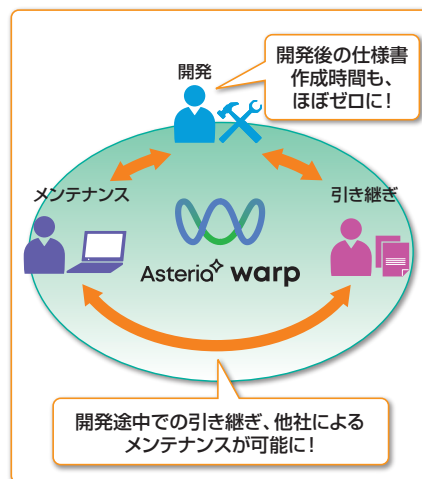 開発後の仕様書
作成時間も、
ほぼゼロに！
開発
メンテナンス
引き継ぎ
Asteria warp
開発途中での引き継ぎ、他社による
メンテナンスが可能に！